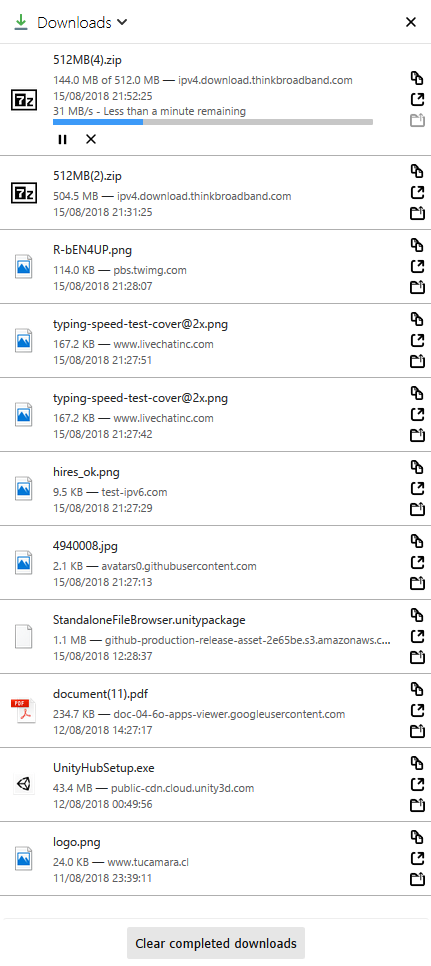 Downloads
512MB(4).zip
144.0 MB of 512.0 MB — ipv4.download.thinkbroadband.com
15/08/2018 21:52:25
31 MB/s - Less than a minute remaining
512MB(2).zip
504.5 MB — ipv4.download.thinkbroadband.com
15/08/2018 21:31:25
R-bEN4UP.png
114.0 KB — pbs.twimg.com
15/08/2018 21:28:07
typing-speed-test-cover@2x.png
167.2 KB — www.livechatinc.com
15/08/2018 21:27:51
typing-speed-test-cover@2x.png
167.2 KB — www.livechatinc.com
15/08/2018 21:27:42
hires_ok.png
9.5 KB — test-ipv6.com
15/08/2018 21:27:29
4940008.jpg
2.1 KB — avatars0.githubusercontent.com
15/08/2018 21:27:13
StandaloneFileBrowser.unitypackage
1.1 MB — github-production-release-asset-2e65be.s3.amazonaws.c...
15/08/2018 12:28:37
document(11).pdf
234.7 KB — doc-04-6o-apps-viewer.googleusercontent.com
12/08/2018 14:27:17
UnityHubSetup.exe
43.4 MB — public-cdn.cloud.unity3d.com
12/08/2018 00:49:56
logo.png
24.0 KB — www.tucamara.cl
11/08/2018 23:39:11
Clear completed downloads